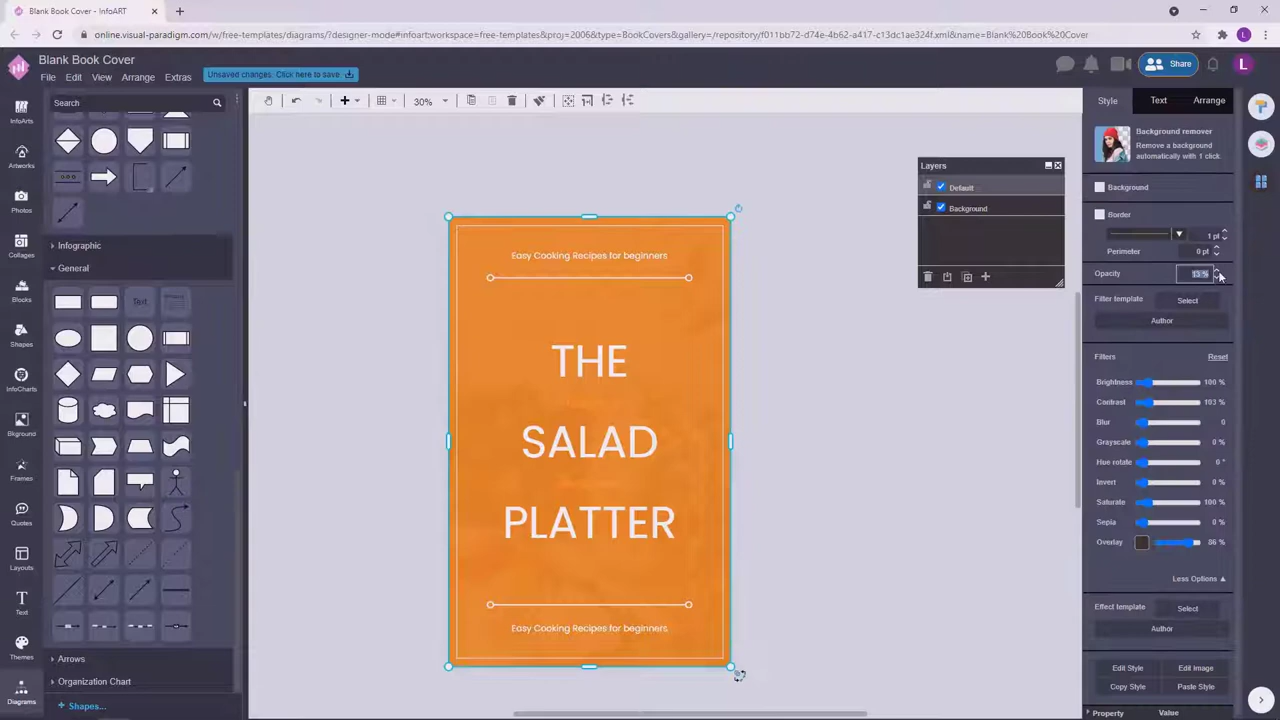 Blank Book Cover - InfoART
online.visual-paradigm.com/free-templates/diagrams/?designer-mode#infoart;workspace=free-templates&proj=2006&type=BookCovers&gallery=/repository/f011bb72-d74e-4b62-a417-c13dc1ae324f.xml&name=Blank Book Cover
L
Blank Book Cover
File Edit View Arrange Extras
Unsaved changes. Click here to save.
Share
L
Search
30%
Style Text Arrange
InfoArts
Artworks
Photos
Collages
Blocks
Shapes
InfoCharts
Bkground
Frames
Quotes
Layouts
Text
Themes
Diagrams
Infographic
General
Text
Arrows
Organization Chart
+ Shapes...
Easy Cooking Recipes for beginners
THE
SALAD
PLATTER
Easy Cooking Recipes for beginners
Layers
Default
Background
Background remover
Remove a background
automatically with 1 click.
Background
Border
1 pt
Perimeter 0 pt
Opacity 13 %
Filter template Select
Author
Filters Reset
Brightness 100 %
Contrast 103 %
Blur 0
Grayscale 0 %
Hue rotate 0 °
Invert 0 %
Saturate 100 %
Sepia 0 %
Overlay 86 %
Less Options
Effect template Select
Author
Edit Style Edit Image
Copy Style Paste Style
Property Value